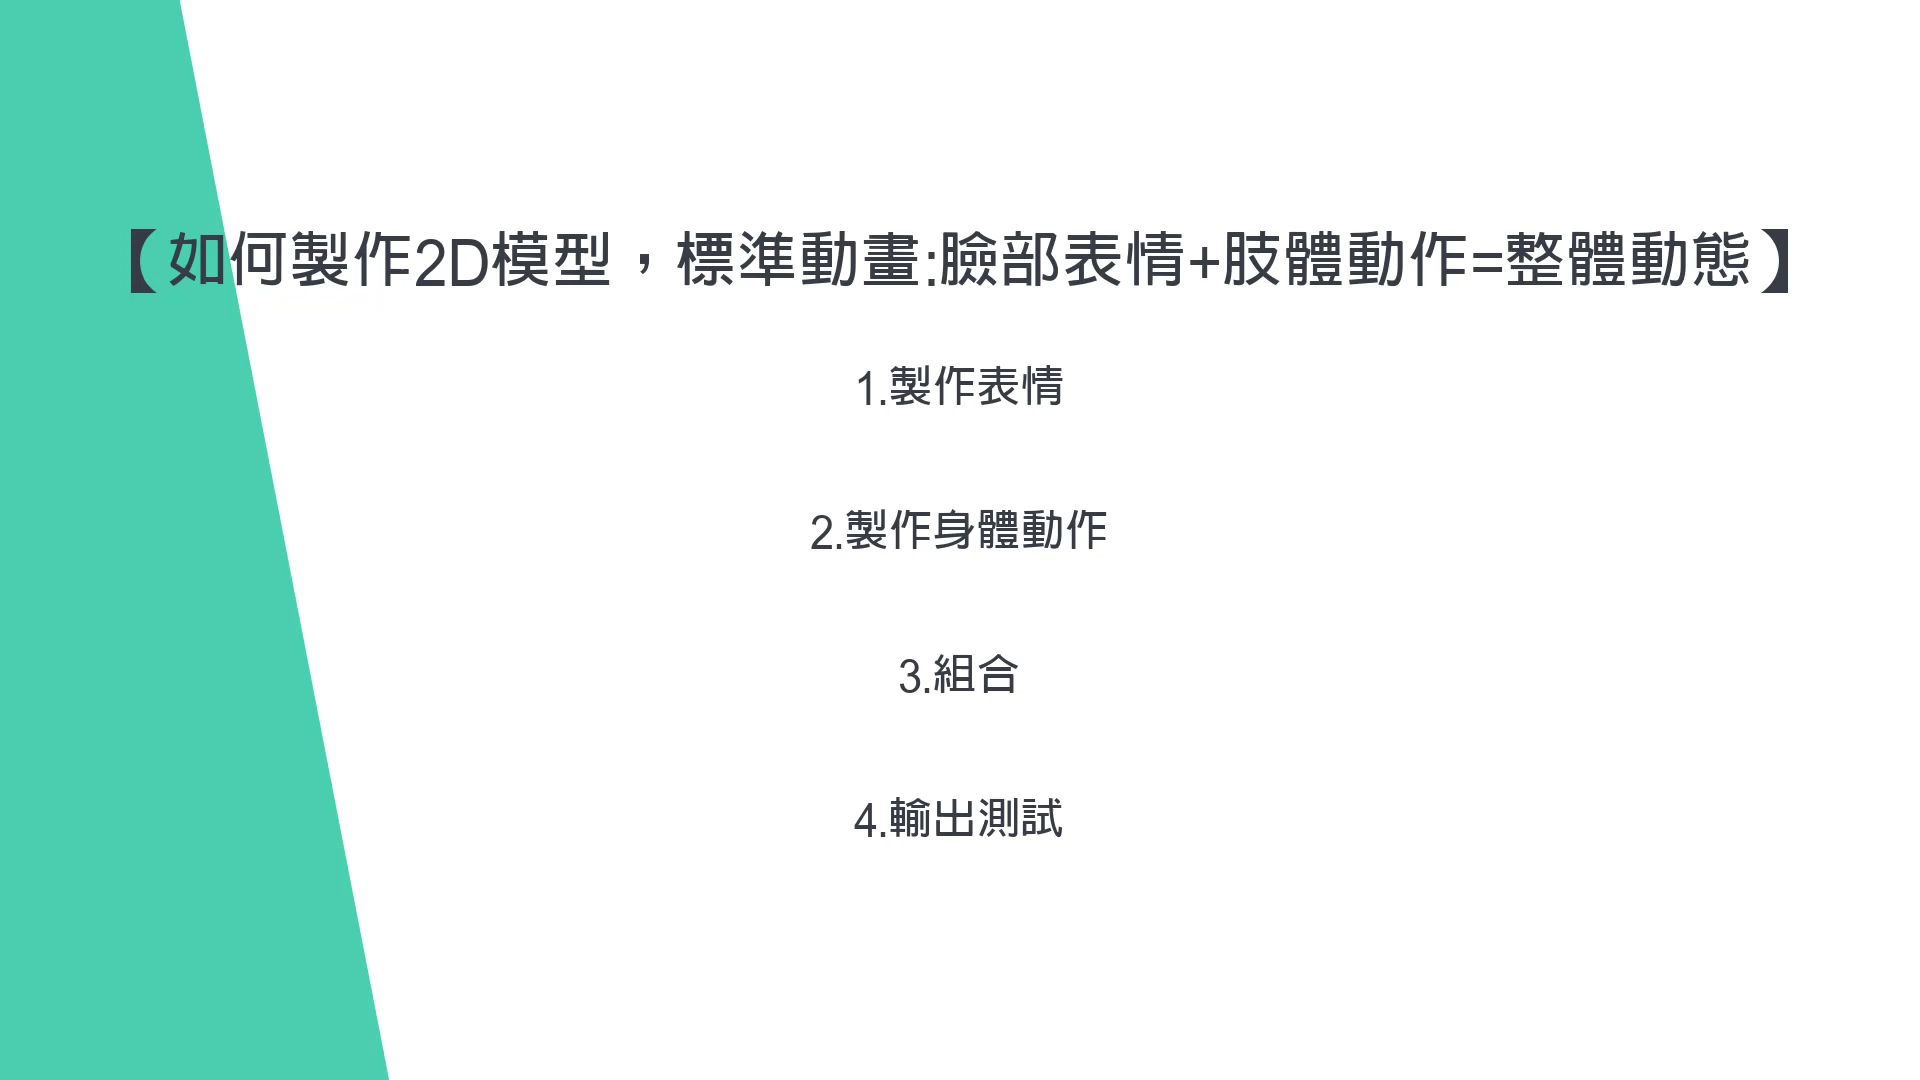 【如何製作2D模型，標準動畫:臉部表情+肢體動作=整體動態】
1.製作表情
2.製作身體動作
3.組合
4.輸出測試